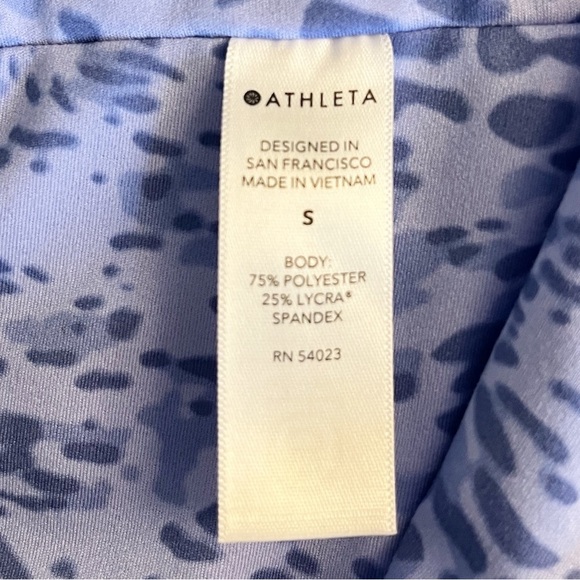 ATHLETA
DESIGNED IN
SAN FRANCISCO
MADE IN VIETNAM
S
BODY:
75% POLYESTER
25% LYCRA®
SPANDEX
RN 54023